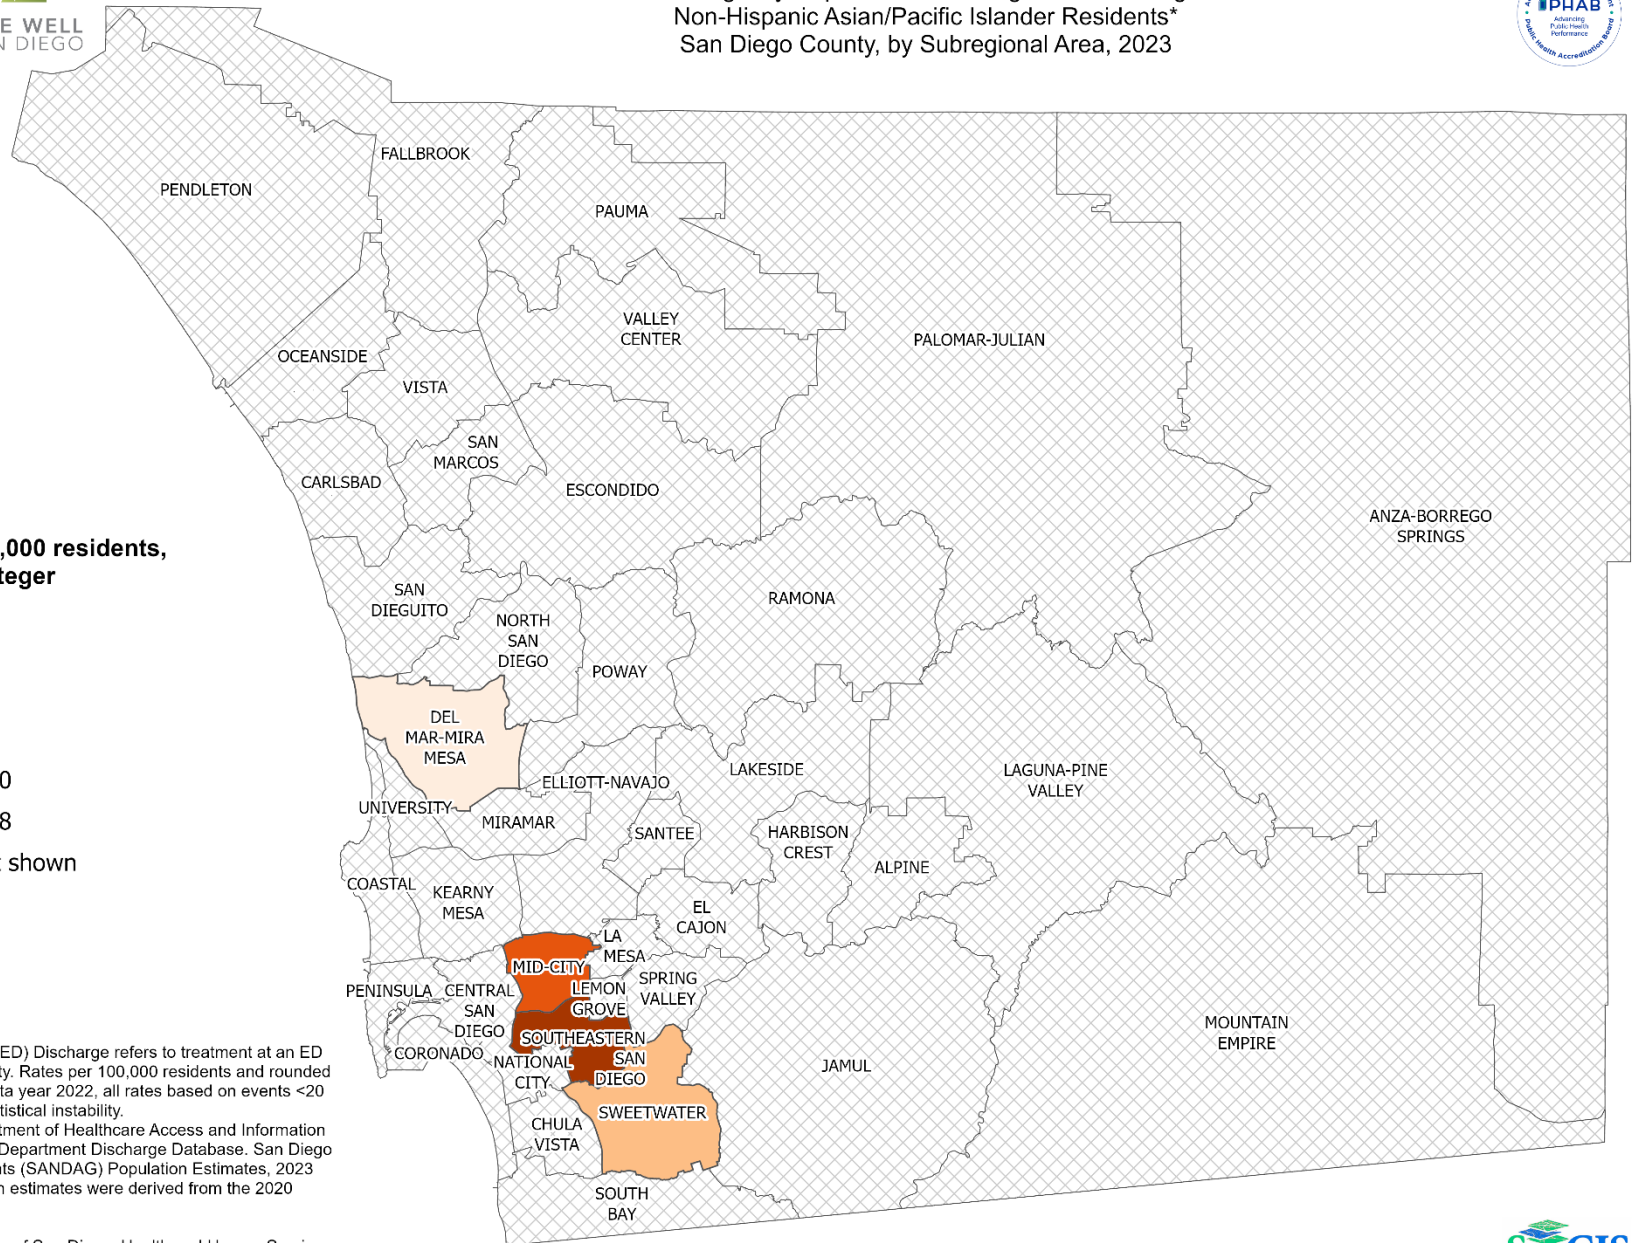 E WELL
N DIEGO
Non-Hispanic Asian/Pacific Islander Residents*
San Diego County, by Subregional Area, 2023
PHAB
Advancing
Public Health
Performance
Public Health Accreditation Board
FALLBROOK
PENDLETON
PAUMA
VALLEY
CENTER
PALOMAR-JULIAN
OCEANSIDE
VISTA
SAN
MARCOS
CARLSBAD
ESCONDIDO
ANZA-BORREGO
SPRINGS
,000 residents,
teger
SAN
DIEGUITO
RAMONA
NORTH
SAN
DIEGO
POWAY
DEL
MAR-MIRA
MESA
LAKESIDE
LAGUNA-PINE
VALLEY
ELLIOTT-NAVAJO
UNIVERSITY
MIRAMAR
SANTEE
HARBISON
CREST
ALPINE
0
8
t shown
COASTAL
KEARNY
MESA
EL
CAJON
LA
MESA
MID-CITY
SPRING
VALLEY
PENINSULA
CENTRAL
SAN
DIEGO
LEMON
GROVE
SOUTHEASTERN
SAN
DIEGO
CORONADO
NATIONAL
CITY
JAMUL
MOUNTAIN
EMPIRE
SWEETWATER
CHULA
VISTA
SOUTH
BAY
ED) Discharge refers to treatment at an ED
ty. Rates per 100,000 residents and rounded
ta year 2022, all rates based on events <20
tistical instability.
tment of Healthcare Access and Information
Department Discharge Database. San Diego
nts (SANDAG) Population Estimates, 2023
n estimates were derived from the 2020